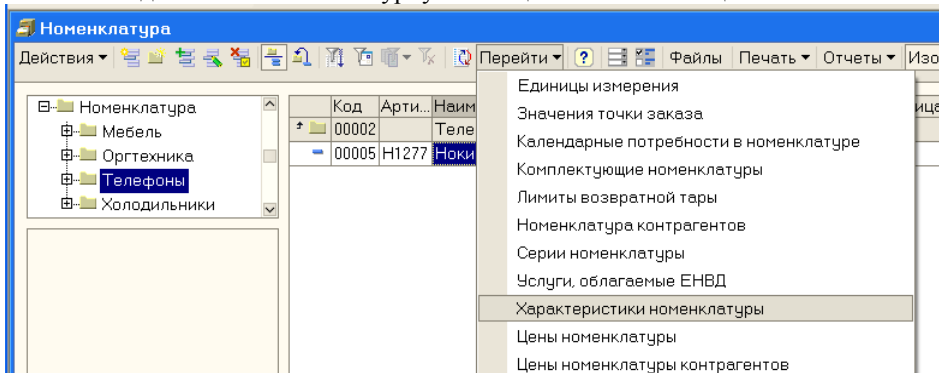 Номенклатура
Действия Перейти ? Файлы Печать Отчеты
Номенклатура
Мебель
Оргтехника
Телефоны
Холодильники
Код Арти...
00002
00005 Н1277
Единицы измерения
Значения точки заказа
Календарные потребности в номенклатуре
Комплектующие номенклатуры
Лимиты возвратной тары
Номенклатура контрагентов
Серии номенклатуры
Услуги, облагаемые ЕНВД
Характеристики номенклатуры
Цены номенклатуры
Цены номенклатуры контрагентов